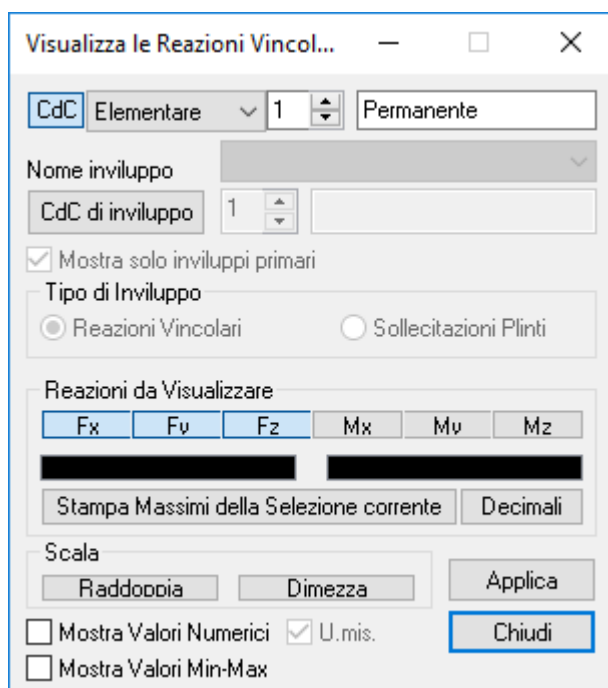 Visualizza le Reazioni Vincol...
CdC Elementare 1 Permanente
Nome inviluppo
CdC di inviluppo 1
Mostra solo inviluppi primari
Tipo di Inviluppo
Reazioni Vincolari Sollecitazioni Plinti
Reazioni da Visualizzare
Fx Fy Fz Mx My Mz
Stampa Massimi della Selezione corrente Decimali
Scala
Raddoppia Dimezza Applica
Mostra Valori Numerici U.mis. Chiudi
Mostra Valori Min-Max